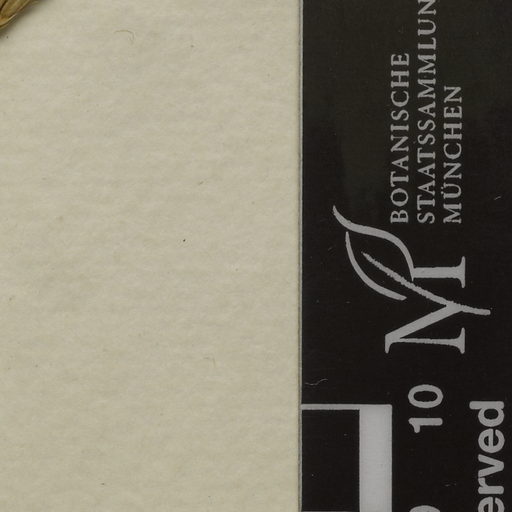 BOTANISCHE
STAATSSAMMLUN
MÜNCHEN
M
10
erved